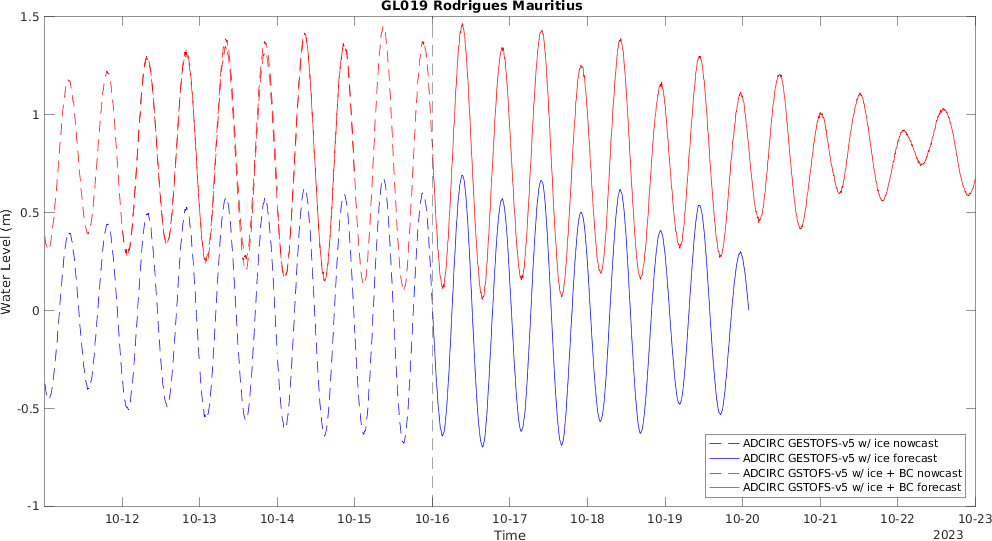 GL019 Rodrigues Mauritius
1.5
1
0.5
0
-0.5
-1
Water Level (m)
10-12 10-13 10-14 10-15 10-16 10-17 10-18 10-19 10-20 10-21 10-22 10-23
Time
2023
ADCIRC GESTOFS-v5 w/ ice nowcast
ADCIRC GESTOFS-v5 w/ ice forecast
ADCIRC GSTOFS-v5 w/ ice + BC nowcast
ADCIRC GSTOFS-v5 w/ ice + BC forecast